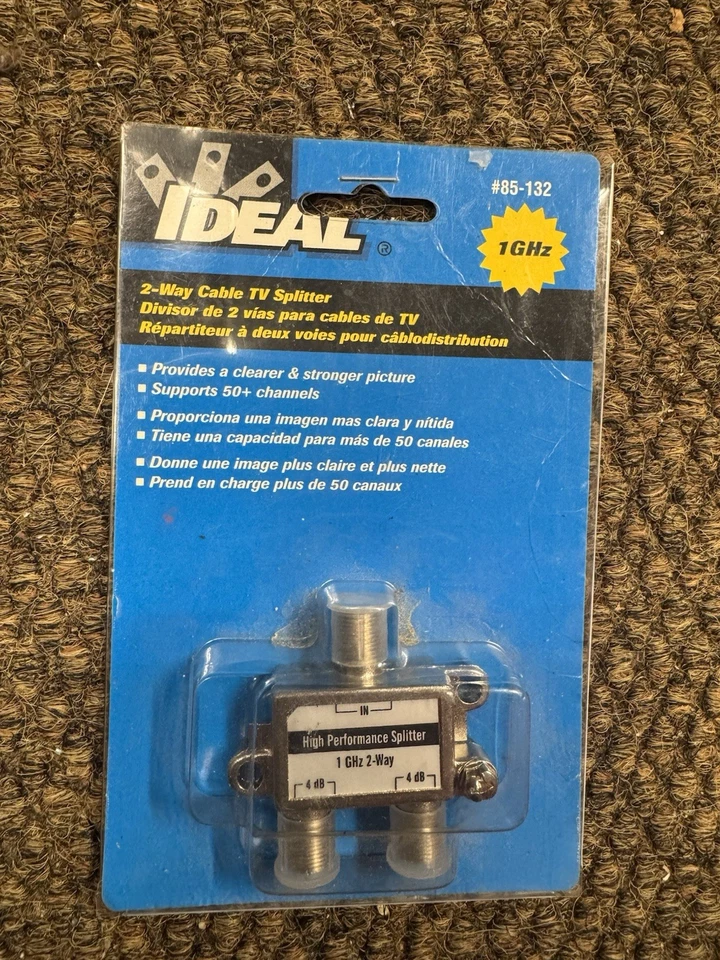 IDEAL®
#85-132
1GHz
2-Way Cable TV Splitter
Divisor de 2 vías para cables de TV
Répartiteur à deux voies pour câblodistribution
■ Provides a clearer & stronger picture
■ Supports 50+ channels
■ Proporciona una imagen mas clara y nítida
■ Tiene una capacidad para más de 50 canales
■ Donne une image plus claire et plus nette
■ Prend en charge plus de 50 canaux
IN
High Performance Splitter
1 GHz 2-Way
4 dB 4 dB